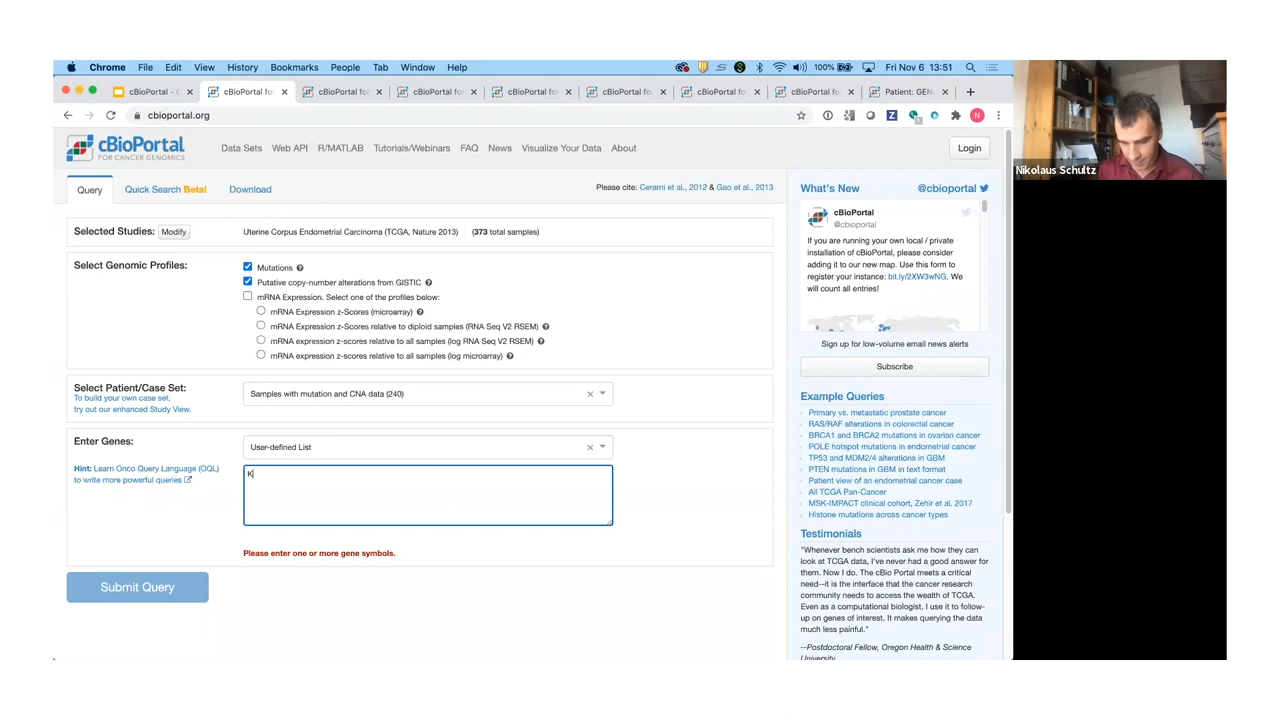 Chrome File Edit View History Bookmarks People Tab Window Help 100% Fri Nov 6 13:51
cBioPortal - C cBioPortal for cBioPortal for cBioPortal for cBioPortal for cBioPortal fo cBioPortal for cBioPortal for Patient: GEN
cbioportal.org N
cBioPortal
FOR CANCER GENOMICS
Data Sets Web API R/MATLAB Tutorials/Webinars FAQ News Visualize Your Data About Login
Nikolaus Schultz
Query Quick Search Beta! Download
Please cite: Cerami et al., 2012 & Gao et al., 2013
Selected Studies: Modify Uterine Corpus Endometrial Carcinoma (TCGA, Nature 2013) (373 total samples)
Select Genomic Profiles:
Mutations
Putative copy-number alterations from GISTIC
mRNA Expression. Select one of the profiles below:
mRNA Expression z-Scores (microarray)
mRNA Expression z-Scores relative to diploid samples (RNA Seq V2 RSEM)
mRNA expression z-scores relative to all samples (log RNA Seq V2 RSEM)
mRNA expression z-scores relative to all samples (log microarray)
Select Patient/Case Set:
To build your own case set,
try out our enhanced Study View.
Samples with mutation and CNA data (240)
Enter Genes:
User-defined List
Hint: Learn Onco Query Language (OQL)
to write more powerful queries
K
Please enter one or more gene symbols.
Submit Query
What's New @cbioportal
cBioPortal
@cbioportal
If you are running your own local / private
installation of cBioPortal, please consider
adding it to our new map. Use this form to
register your instance: bit.ly/2XW3wNG. We
will count all entries!
Sign up for low-volume email news alerts
Subscribe
Example Queries
Primary vs. metastatic prostate cancer
RAS/RAF alterations in colorectal cancer
BRCA1 and BRCA2 mutations in ovarian cancer
POLE hotspot mutations in endometrial cancer
TP53 and MDM2/4 alterations in GBM
PTEN mutations in GBM in text format
Patient view of an endometrial cancer case
All TCGA Pan-Cancer
MSK-IMPACT clinical cohort, Zehir et al. 2017
Histone mutations across cancer types
Testimonials
"Whenever bench scientists ask me how they can
look at TCGA data, I've never had a good answer for
them. Now I do. The cBio Portal meets a critical
need--it is the interface that the cancer research
community needs to access the wealth of TCGA.
Even as a computational biologist, I use it to follow-
up on genes of interest. It makes querying the data
much less painful."
--Postdoctoral Fellow, Oregon Health & Science
University